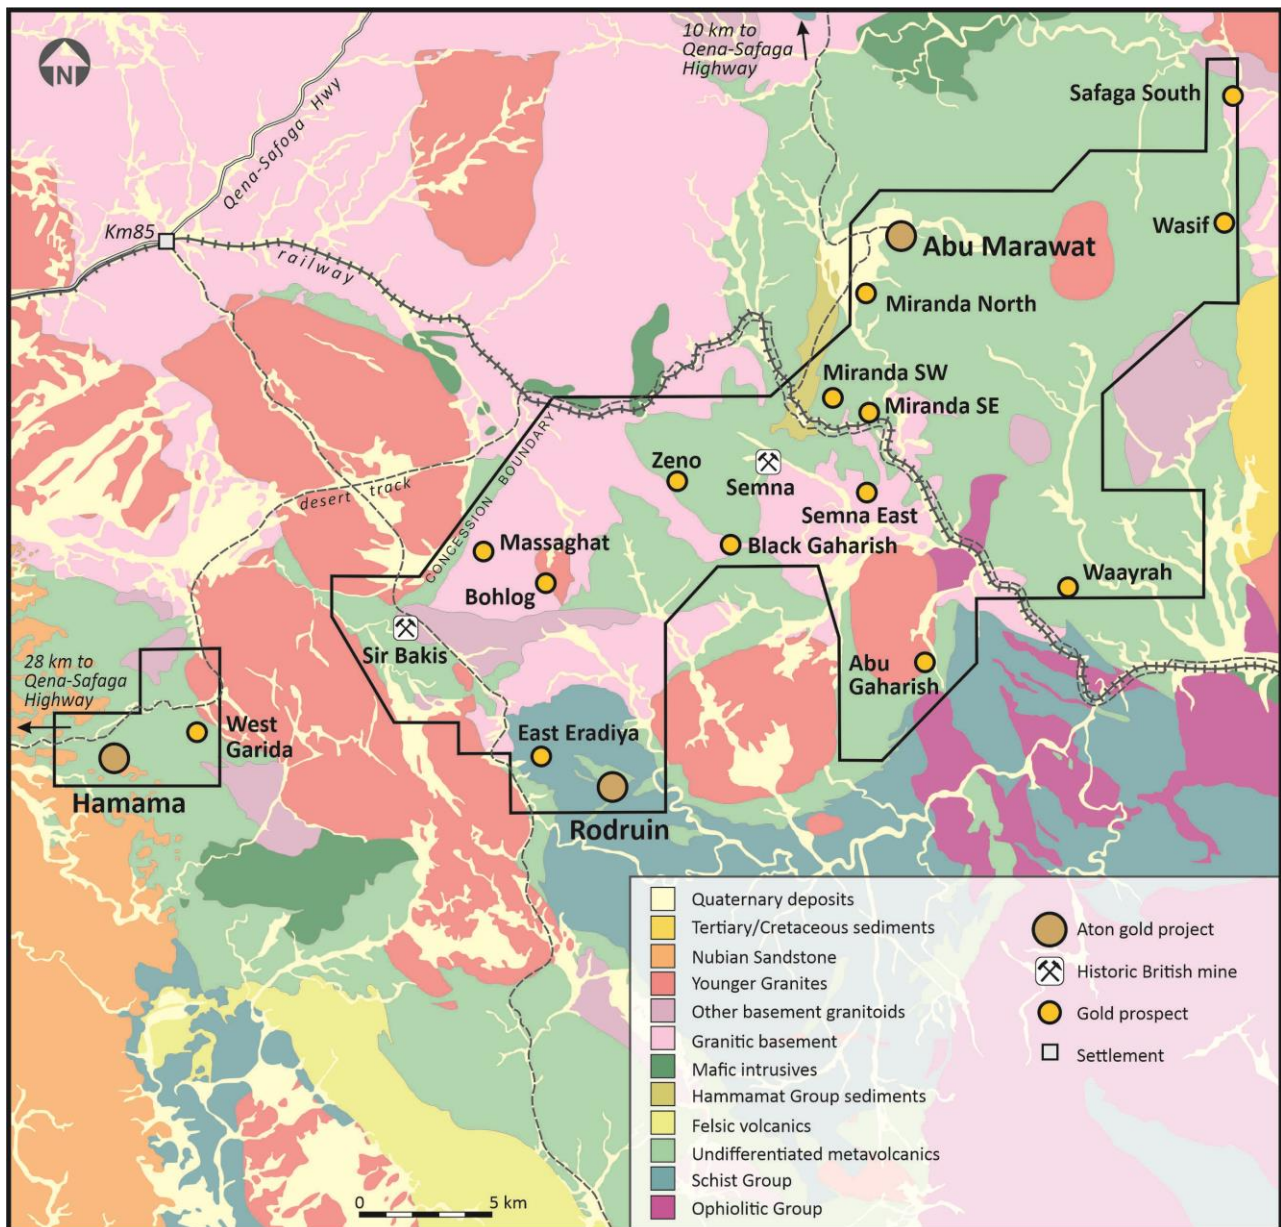 N
10 km to
Qena-Safaga
Highway
Safaga South
Qena-Safoga Hwy
Km85
railway
Wasif
Abu Marawat
Miranda North
Miranda SW
Miranda SE
CONCESSION BOUNDARY
Zeno
Semna
desert track
Semna East
Massaghat
Black Gaharish
Bohlog
Waayrah
Sir Bakis
28 km to
Qena-Safaga
Highway
Abu
Gaharish
West
Garida
East Eradiya
Hamama
Rodruin
Quaternary deposits
Tertiary/Cretaceous sediments
Nubian Sandstone
Younger Granites
Other basement granitoids
Granitic basement
Mafic intrusives
Hammamat Group sediments
Felsic volcanics
Undifferentiated metavolcanics
Schist Group
Ophiolitic Group
Aton gold project
Historic British mine
Gold prospect
Settlement
0 5 km